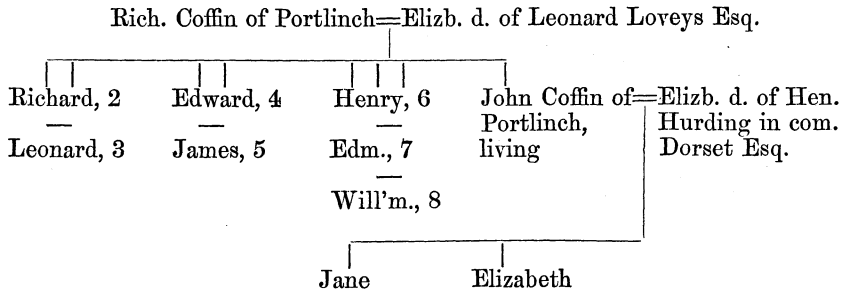 Rich. Coffin of Portlinch=Elizb. d. of Leonard Loveys Esq.
Richard, 2 Edward, 4 Henry, 6 John Coffin of=Elizb. d. of Hen.
Portlinch, Hurding in com.
Leonard, 3 James, 5 Edm., 7 living Dorset Esq.
Will'm., 8
Jane Elizabeth